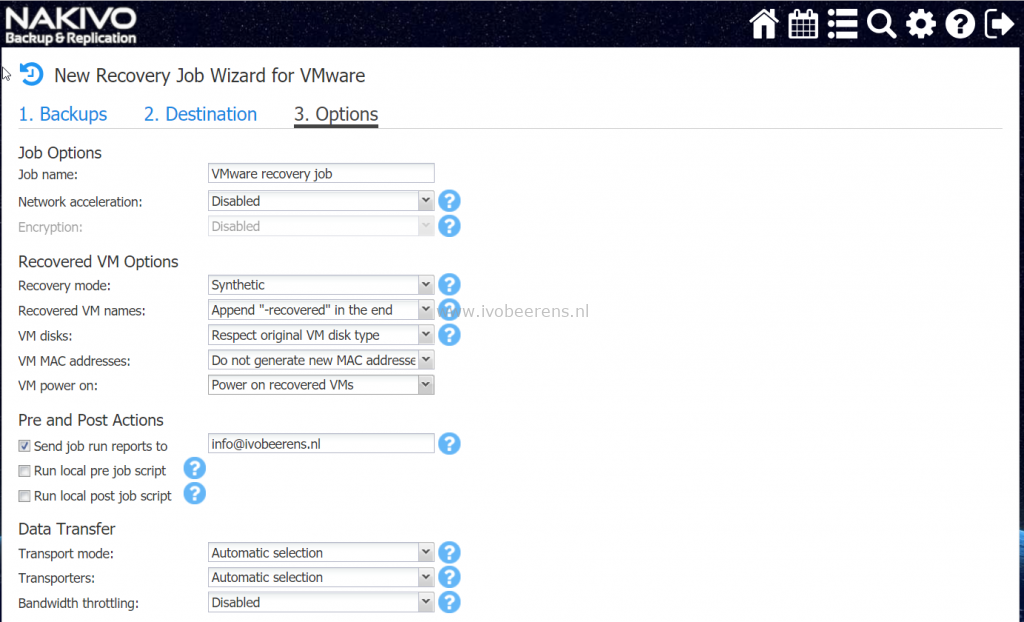 NAKIVO
Backup & Replication
New Recovery Job Wizard for VMware
1. Backups 2. Destination 3. Options
Job Options
Job name: VMware recovery job
Network acceleration: Disabled
Encryption: Disabled
Recovered VM Options
Recovery mode: Synthetic
Recovered VM names: Append "-recovered" in the end
www.ivobeerens.nl
VM disks: Respect original VM disk type
VM MAC addresses: Do not generate new MAC addresse
VM power on: Power on recovered VMs
Pre and Post Actions
Send job run reports to info@ivobeerens.nl
Run local pre job script
Run local post job script
Data Transfer
Transport mode: Automatic selection
Transporters: Automatic selection
Bandwidth throttling: Disabled